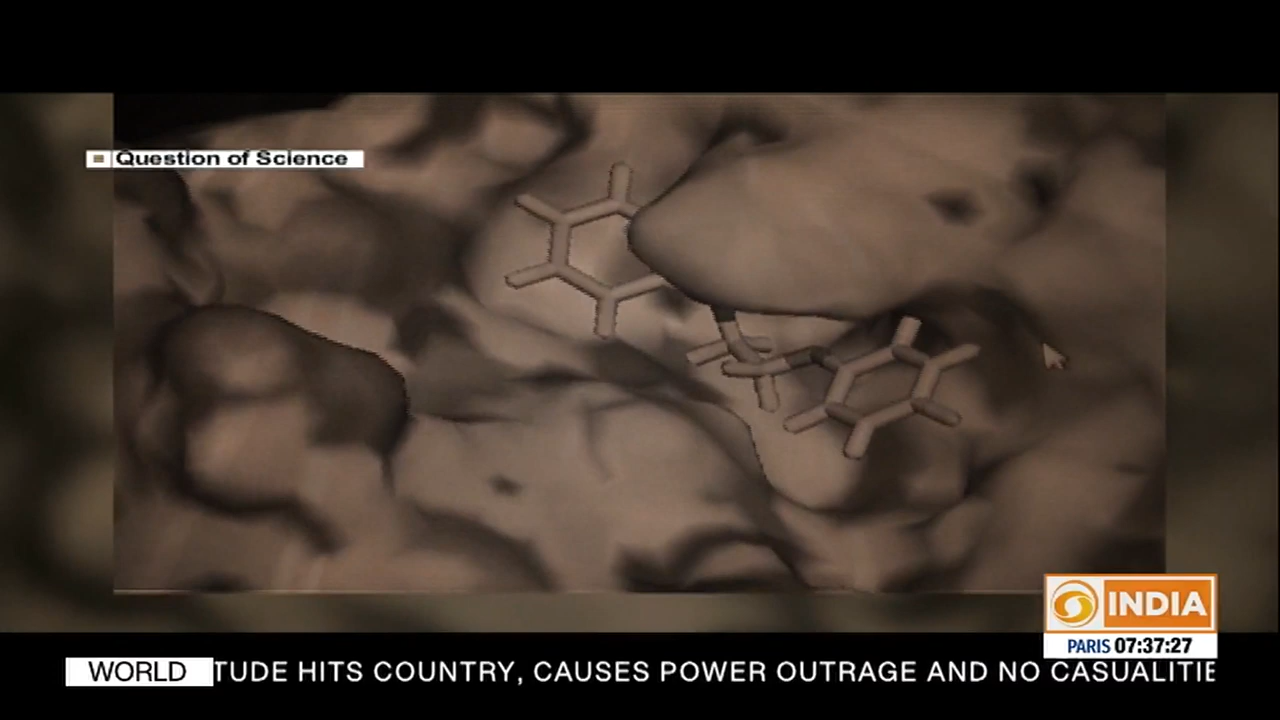 Question of Science
INDIA
PARIS 07:37:27
WORLD
TUDE HITS COUNTRY, CAUSES POWER OUTRAGE AND NO CASUALITIE